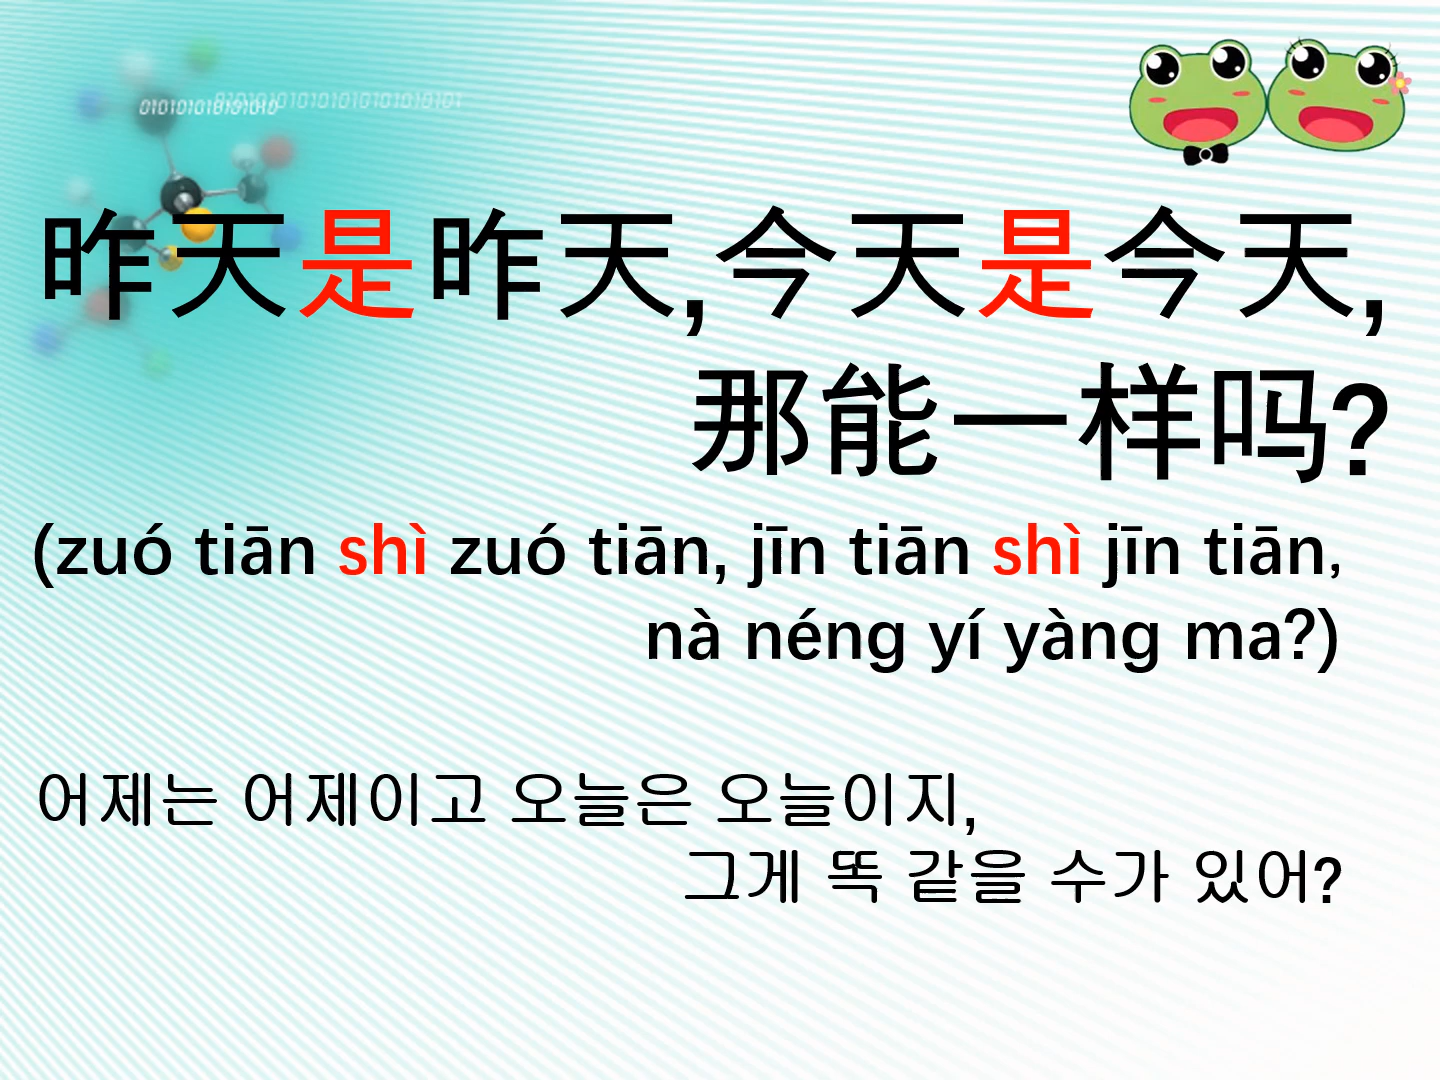 01010101010101010
0101010101010101010101
昨天是昨天,今天是今天,
那能一样吗?
(zuó tiān shì zuó tiān, jīn tiān shì jīn tiān,
nà néng yí yàng ma?)
어제는 어제이고 오늘은 오늘이지,
그게 똑 같을 수가 있어?